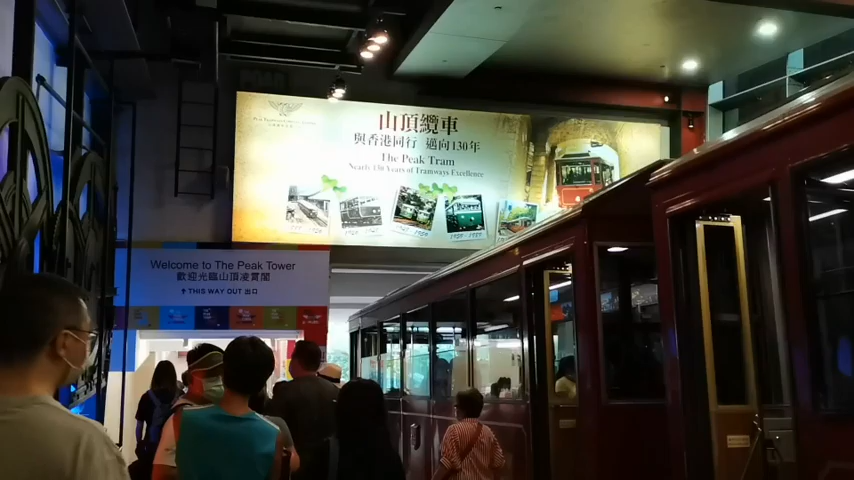 山頂纜車
與香港同行 邁向130年
The Peak Tram
Nearly 130 Years of Tramways Excellence
Welcome to The Peak Tower
歡迎光臨山頂凌霄閣
↑ THIS WAY OUT 出口